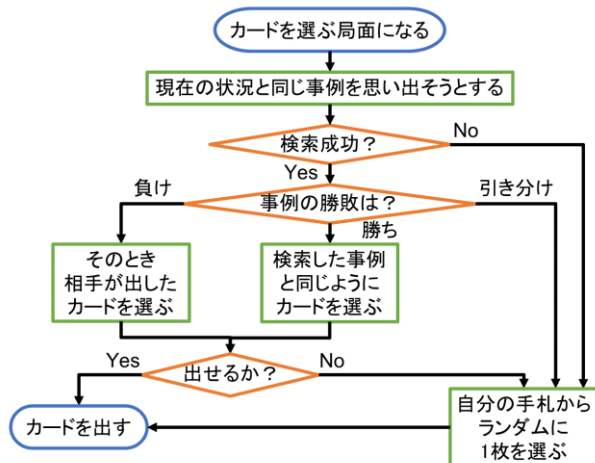 カードを選ぶ局面になる
現在の状況と同じ事例を思い出そうとする
検索成功？
No
Yes
負け
事例の勝敗は？
引き分け
勝ち
そのとき
相手が出した
カードを選ぶ
検索した事例
と同じように
カードを選ぶ
Yes
出せるか？
No
カードを出す
自分の手札から
ランダムに
1枚を選ぶ